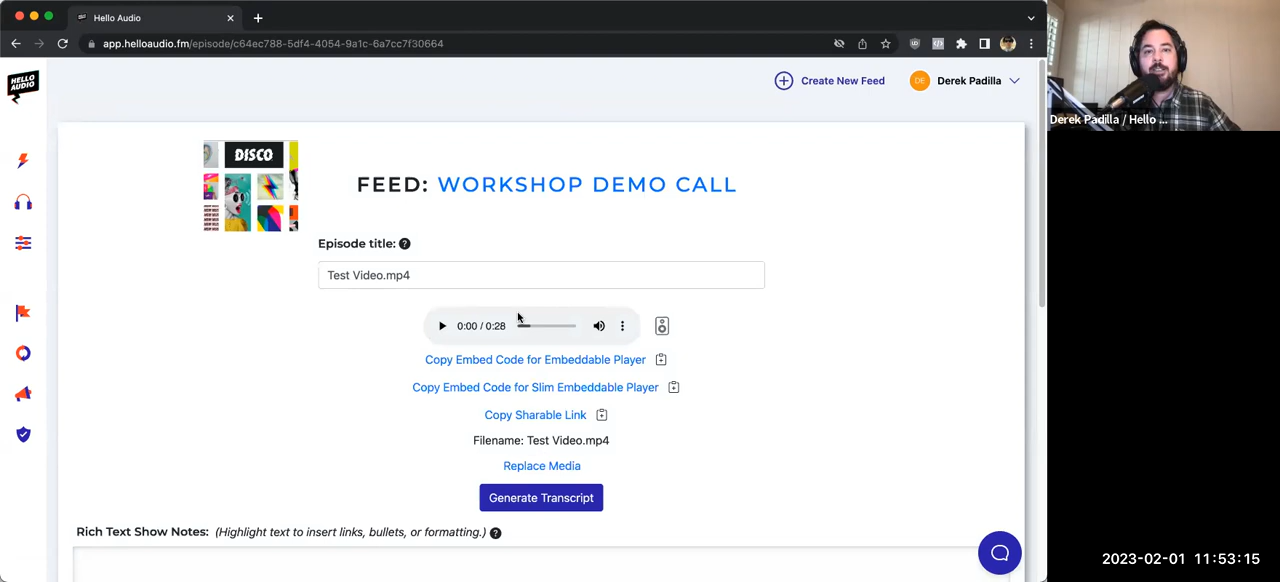 Hello Audio
app.helloaudio.fm/episode/c64ec788-5df4-4054-9a1c-6a7cc7f30664
HELLO
AUDIO
Create New Feed
DE
Derek Padilla
Derek Padilla / Hello ...
DISCO
FEED: WORKSHOP DEMO CALL
Episode title: ?
Test Video.mp4
0:00 / 0:28
Copy Embed Code for Embeddable Player
Copy Embed Code for Slim Embeddable Player
Copy Sharable Link
Filename: Test Video.mp4
Replace Media
Generate Transcript
Rich Text Show Notes: (Highlight text to insert links, bullets, or formatting.) ?
2023-02-01 11:53:15